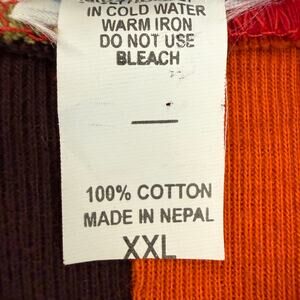 IN COLD WATER
WARM IRON
DO NOT USE
BLEACH
100% COTTON
MADE IN NEPAL
XXL